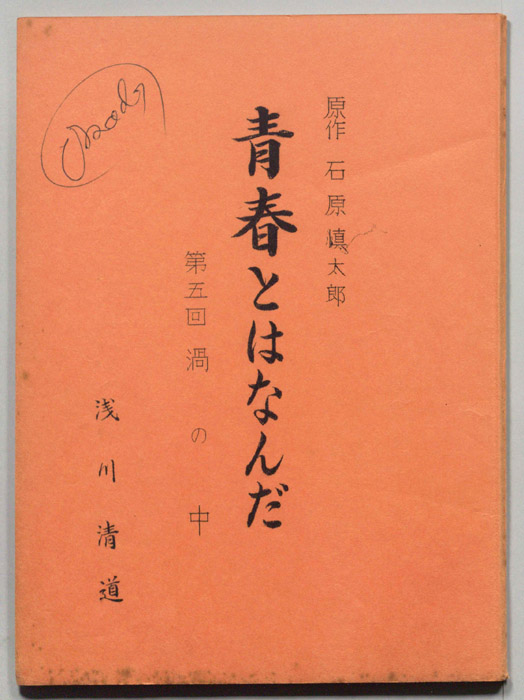 原作 石原慎太郎
青春とはなんだ
第五回 渦の中
浅川清道